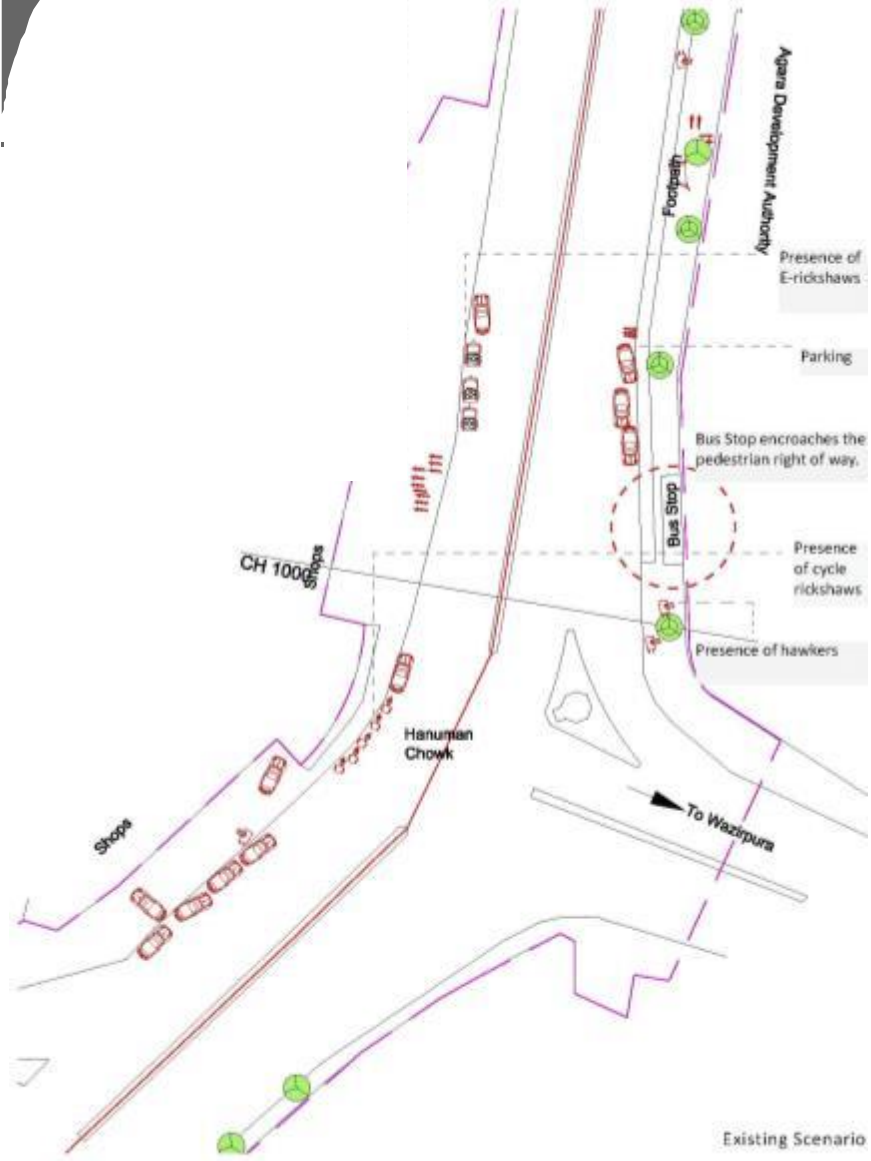 Agara Development Authority
Footpath
Presence of
E-rickshaws
Parking
Bus Stop encroaches the
pedestrian right of way.
Bus Stop
Presence
of cycle
rickshaws
CH 1000
Shops
Presence of hawkers
Hanuman
Chowk
To Wazirpura
Shops
Existing Scenario